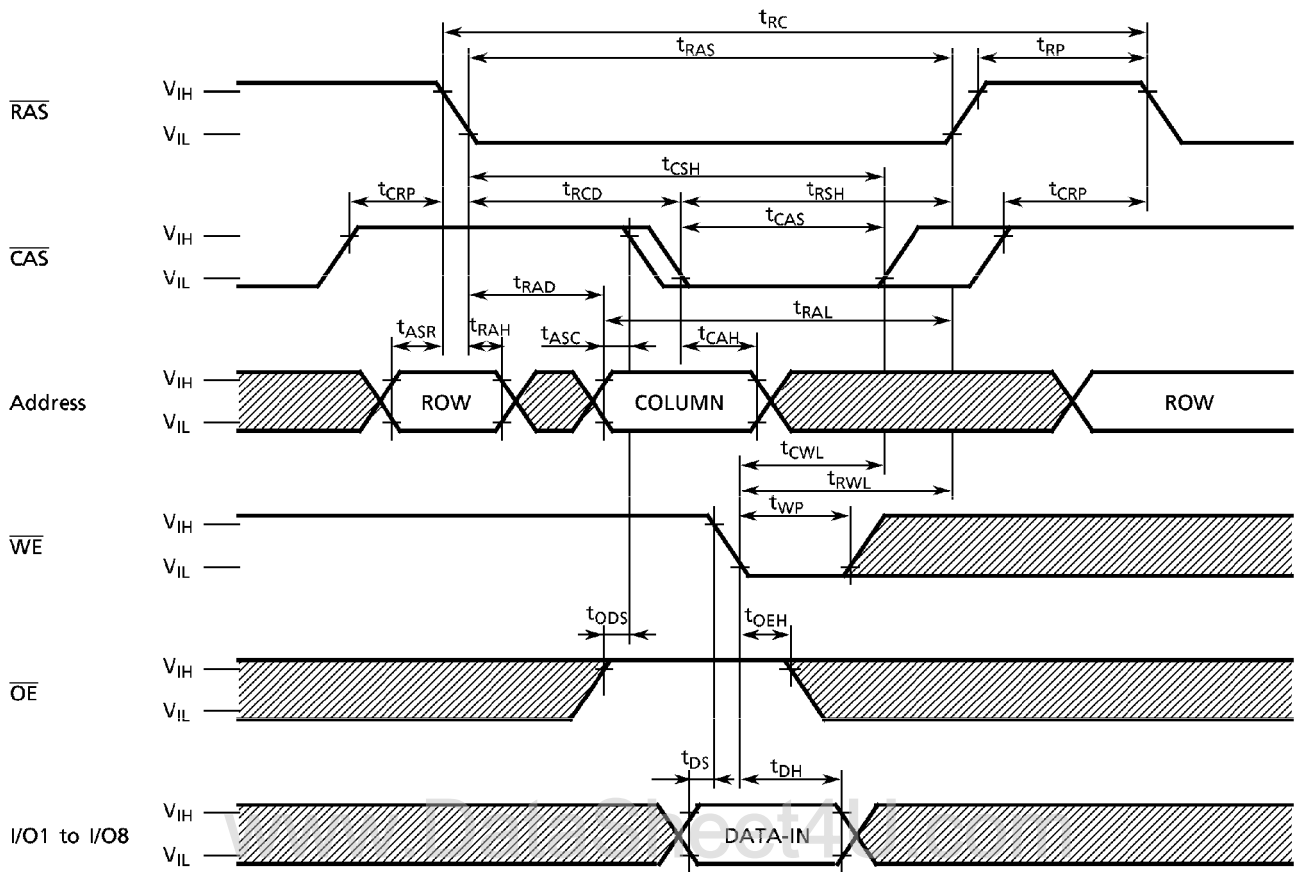 tRC
tRAS
tRP
RAS
VIH
VIL
tCSH
tCRP
tRCD
tRSH
tCRP
tCAS
CAS
VIH
VIL
tRAD
tRAL
tASR
tRAH
tASC
tCAH
Address
VIH
VIL
ROW
COLUMN
ROW
tCWL
tRWL
tWP
WE
VIH
VIL
tODS
tOEH
OE
VIH
VIL
tDS
tDH
I/O1 to I/O8
VIH
VIL
DATA-IN
www.DataSheet4U.com